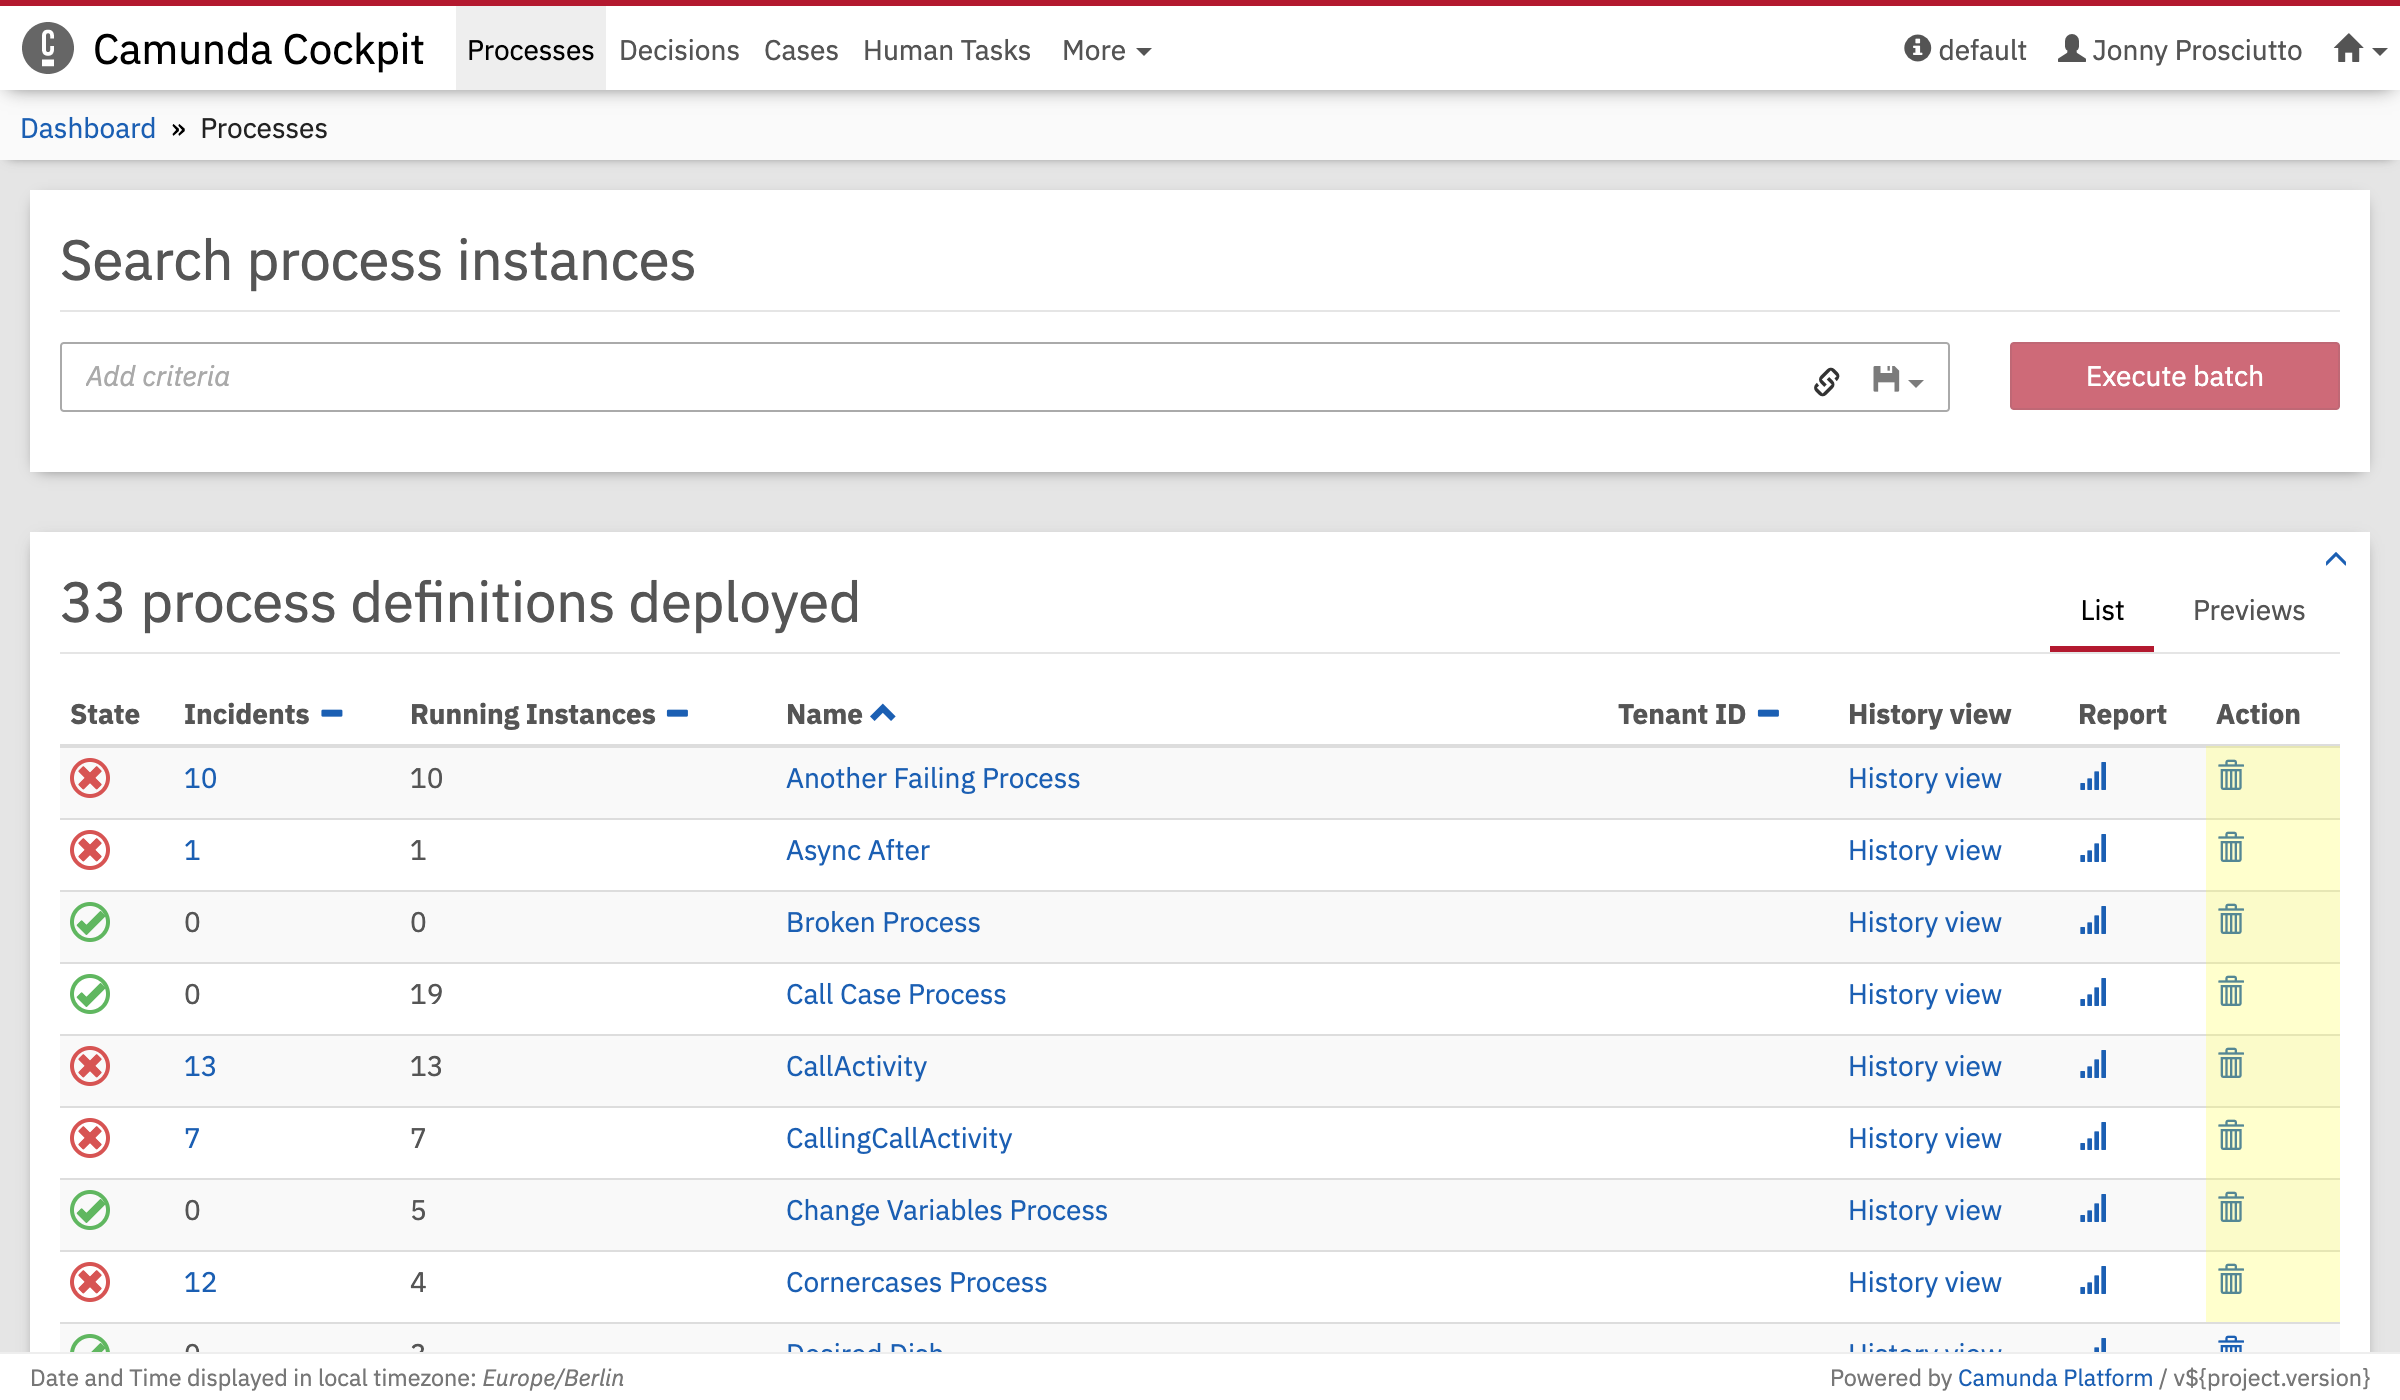 Camunda Cockpit Processes Decisions Cases Human Tasks More default Jonny Prosciutto
Dashboard » Processes
Search process instances
Add criteria Execute batch
33 process definitions deployed
List Previews
State Incidents Running Instances Name Tenant ID History view Report Action
10 10 Another Failing Process History view
1 1 Async After History view
0 0 Broken Process History view
0 19 Call Case Process History view
13 13 CallActivity History view
7 7 CallingCallActivity History view
0 5 Change Variables Process History view
12 4 Cornercases Process History view
0 Desired Dish History view
Date and Time displayed in local timezone: Europe/Berlin Powered by Camunda Platform / v${project.version}